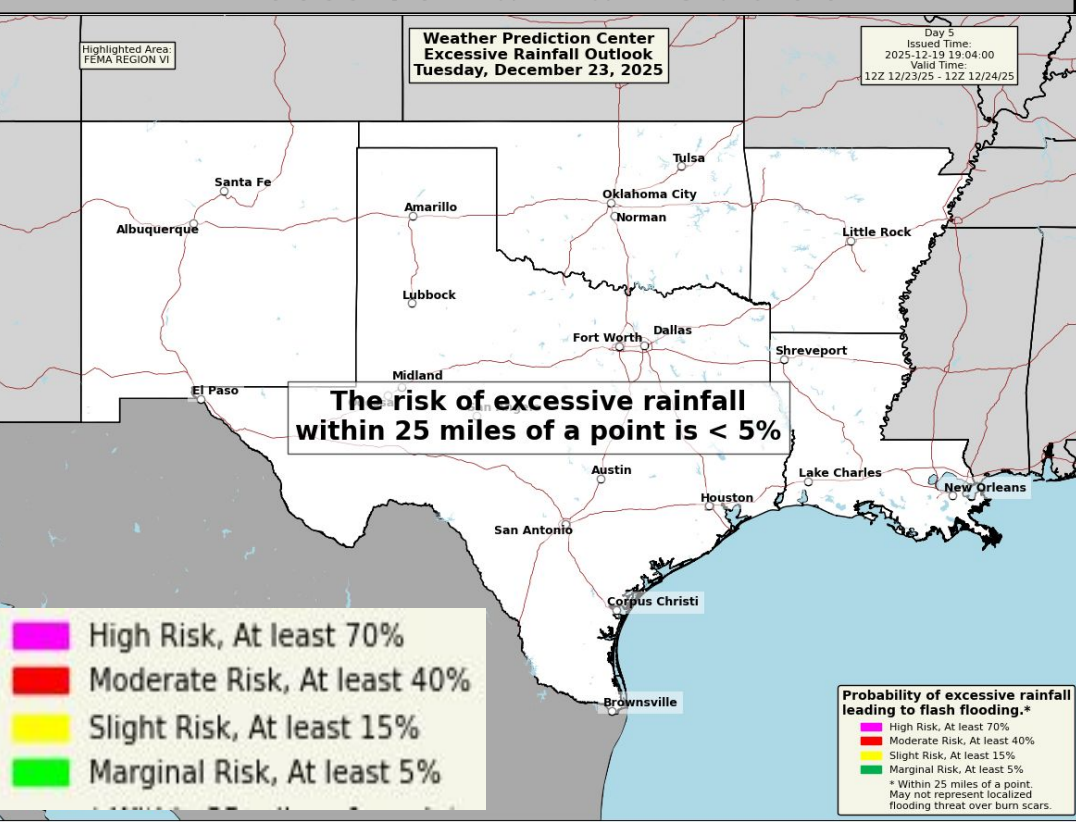 Highlighted Area:
FEMA REGION VI
Weather Prediction Center
Excessive Rainfall Outlook
Tuesday, December 23, 2025
Day 5
Issued Time:
2025-12-19 19:04:00
Valid Time:
12Z 12/23/25 - 12Z 12/24/25
Tulsa
Santa Fe
Oklahoma City
Amarillo
Norman
Albuquerque
Little Rock
Lubbock
Dallas
Fort Worth
Shreveport
Midland
El Paso
The risk of excessive rainfall
within 25 miles of a point is < 5%
Austin
Lake Charles
New Orleans
Houston
San Antonio
Corpus Christi
Brownsville
High Risk, At least 70%
Moderate Risk, At least 40%
Slight Risk, At least 15%
Marginal Risk, At least 5%
Probability of excessive rainfall
leading to flash flooding.*
High Risk, At least 70%
Moderate Risk, At least 40%
Slight Risk, At least 15%
Marginal Risk, At least 5%
* Within 25 miles of a point.
May not represent localized
flooding threat over burn scars.